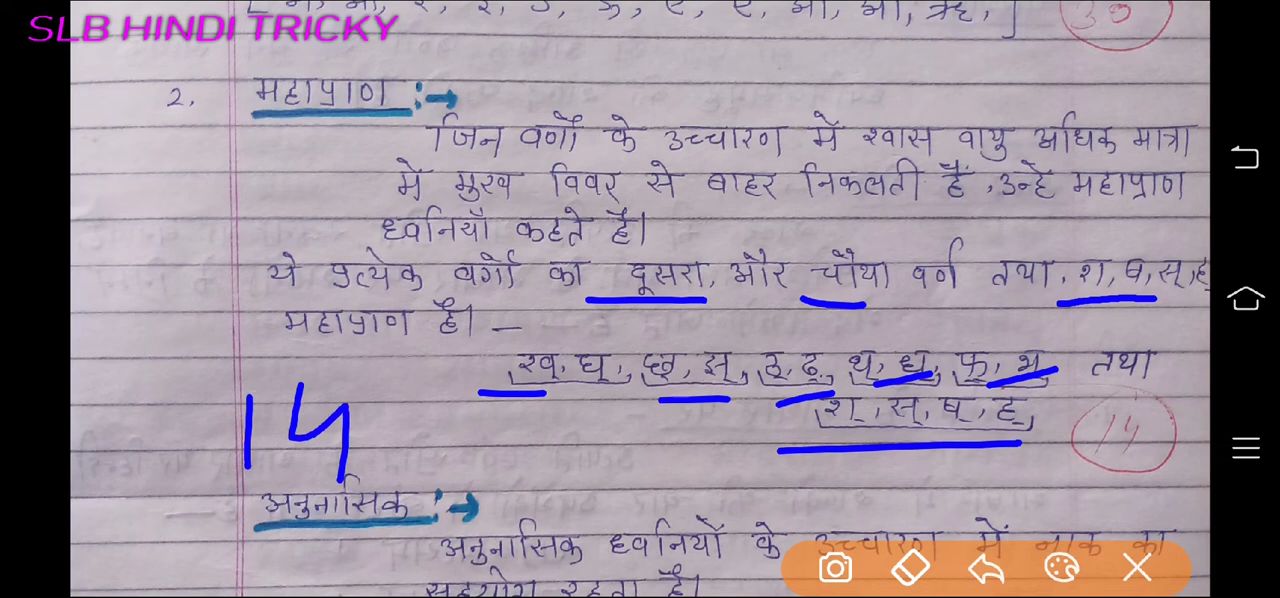 अ, आ, इ, ई, उ, ऊ, ए, ऐ, ओ, औ, ऋ, ]
30
SLB HINDI TRICKY
2. महाप्राण :→
जिन वर्णों के उच्चारण में श्वास वायु अधिक मात्रा
में मुख विवर से बाहर निकलती है, उन्हें महाप्राण
ध्वनियाँ कहते हैं।
ये प्रत्येक वर्गो का दूसरा, और चौथा वर्ण तथा, श, ष, स्, ह्
महाप्राण है। —
ख्, घ्, छ्, झ्, ठ्, ढ्, थ्, ध्, फ्, भ्, तथा
श्, स्, ष्, ह्
14
14
अनुनासिक :→
अनुनासिक ध्वनियों के उच्चारण में नाक का
सहयोग रहता है।